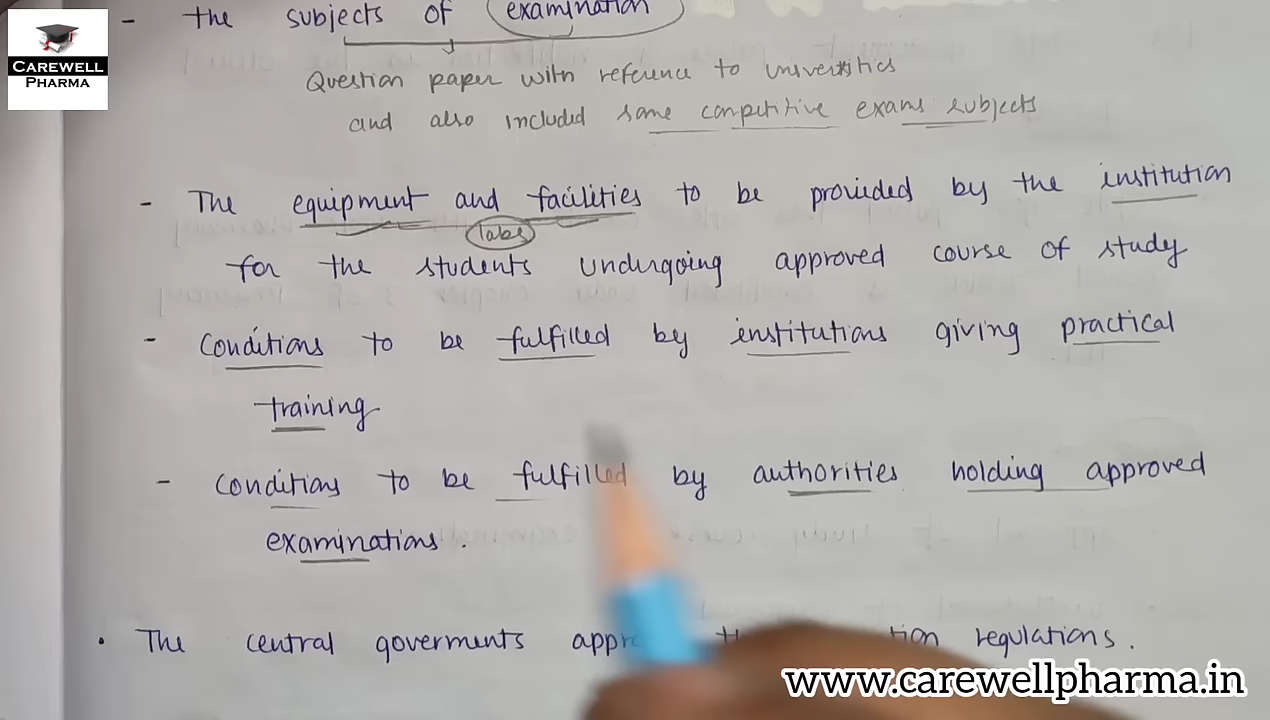 - the subjects of examination
CAREWELL
PHARMA
Question paper with reference to
and also included some competitive exams subjects
- The equipment and facilities to be provided by the institution
labs
for the students undergoing approved course of study
- Conditions to be fulfilled by institutions giving practical
training
- Conditions to be fulfilled by authorities holding approved
examinations.
• The central goverments regulations.
www.carewellpharma.in